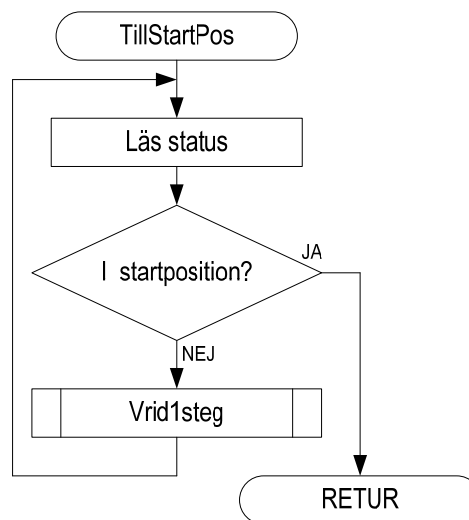 TillStartPos
Läs status
I startposition?
JA
NEJ
Vrid1steg
RETUR